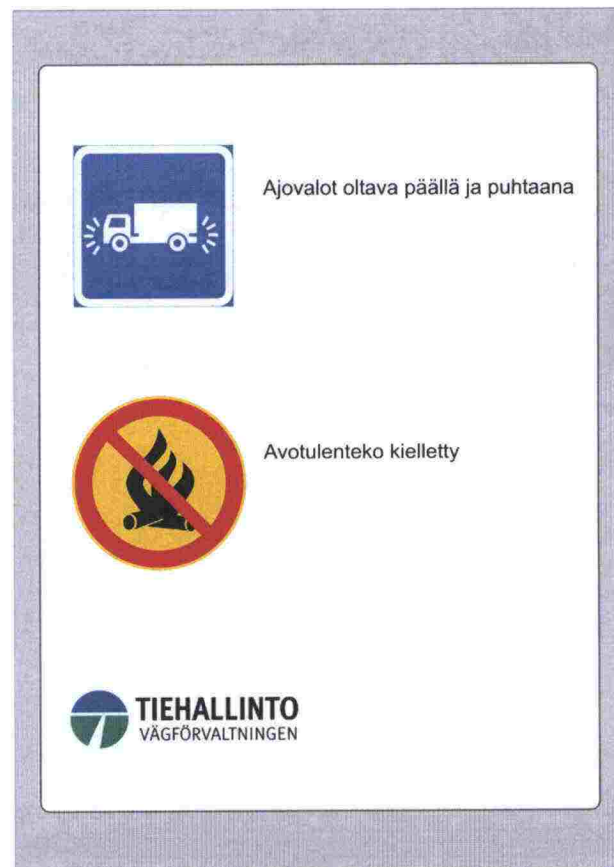 Ajovalot oltava päällä ja puhtaana
Avotulenteko kielletty
TIEHALLINTO
VÄGFÖRVALTNINGEN